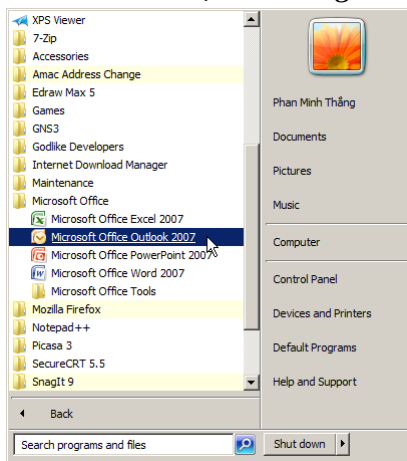 XPS Viewer
7-Zip
Accessories
Amac Address Change
Edraw Max 5
Games
GNS3
Godlike Developers
Internet Download Manager
Maintenance
Microsoft Office
Microsoft Office Excel 2007
Microsoft Office Outlook 2007
Microsoft Office PowerPoint 2007
Microsoft Office Word 2007
Microsoft Office Tools
Mozilla Firefox
Notepad++
Picasa 3
SecureCRT 5.5
SnagIt 9
Back
Search programs and files
Phan Minh Thắng
Documents
Pictures
Music
Computer
Control Panel
Devices and Printers
Default Programs
Help and Support
Shut down